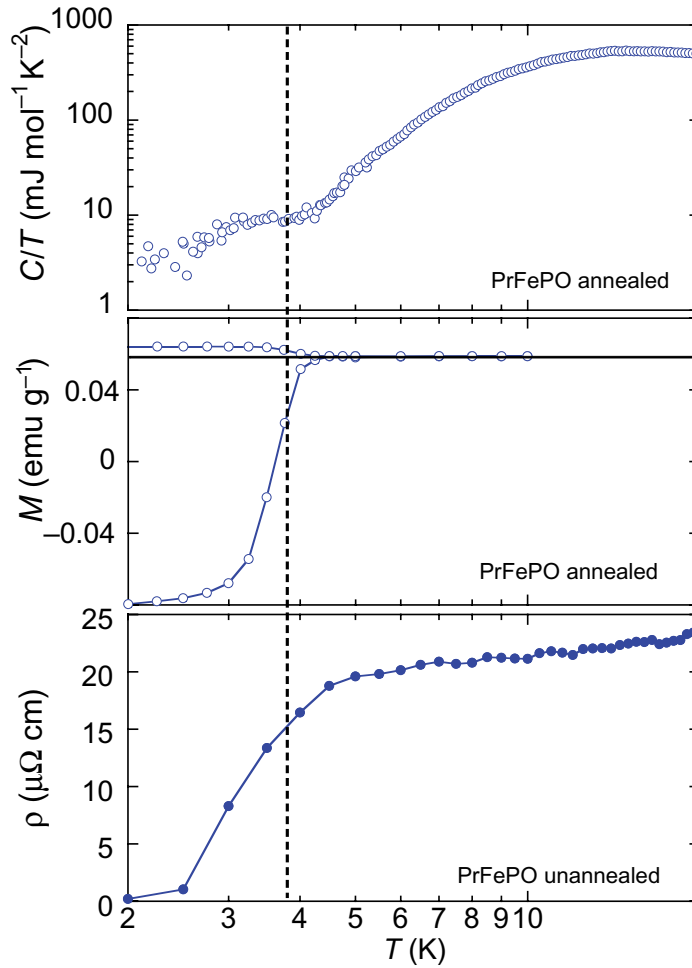 1000
100
10
1
C/T (mJ mol⁻¹ K⁻²)
PrFePO annealed
0.04
0
−0.04
M (emu g⁻¹)
PrFePO annealed
25
20
15
10
5
0
ρ (μΩ cm)
PrFePO unannealed
2 3 4 5 6 7 8 9 10
T (K)